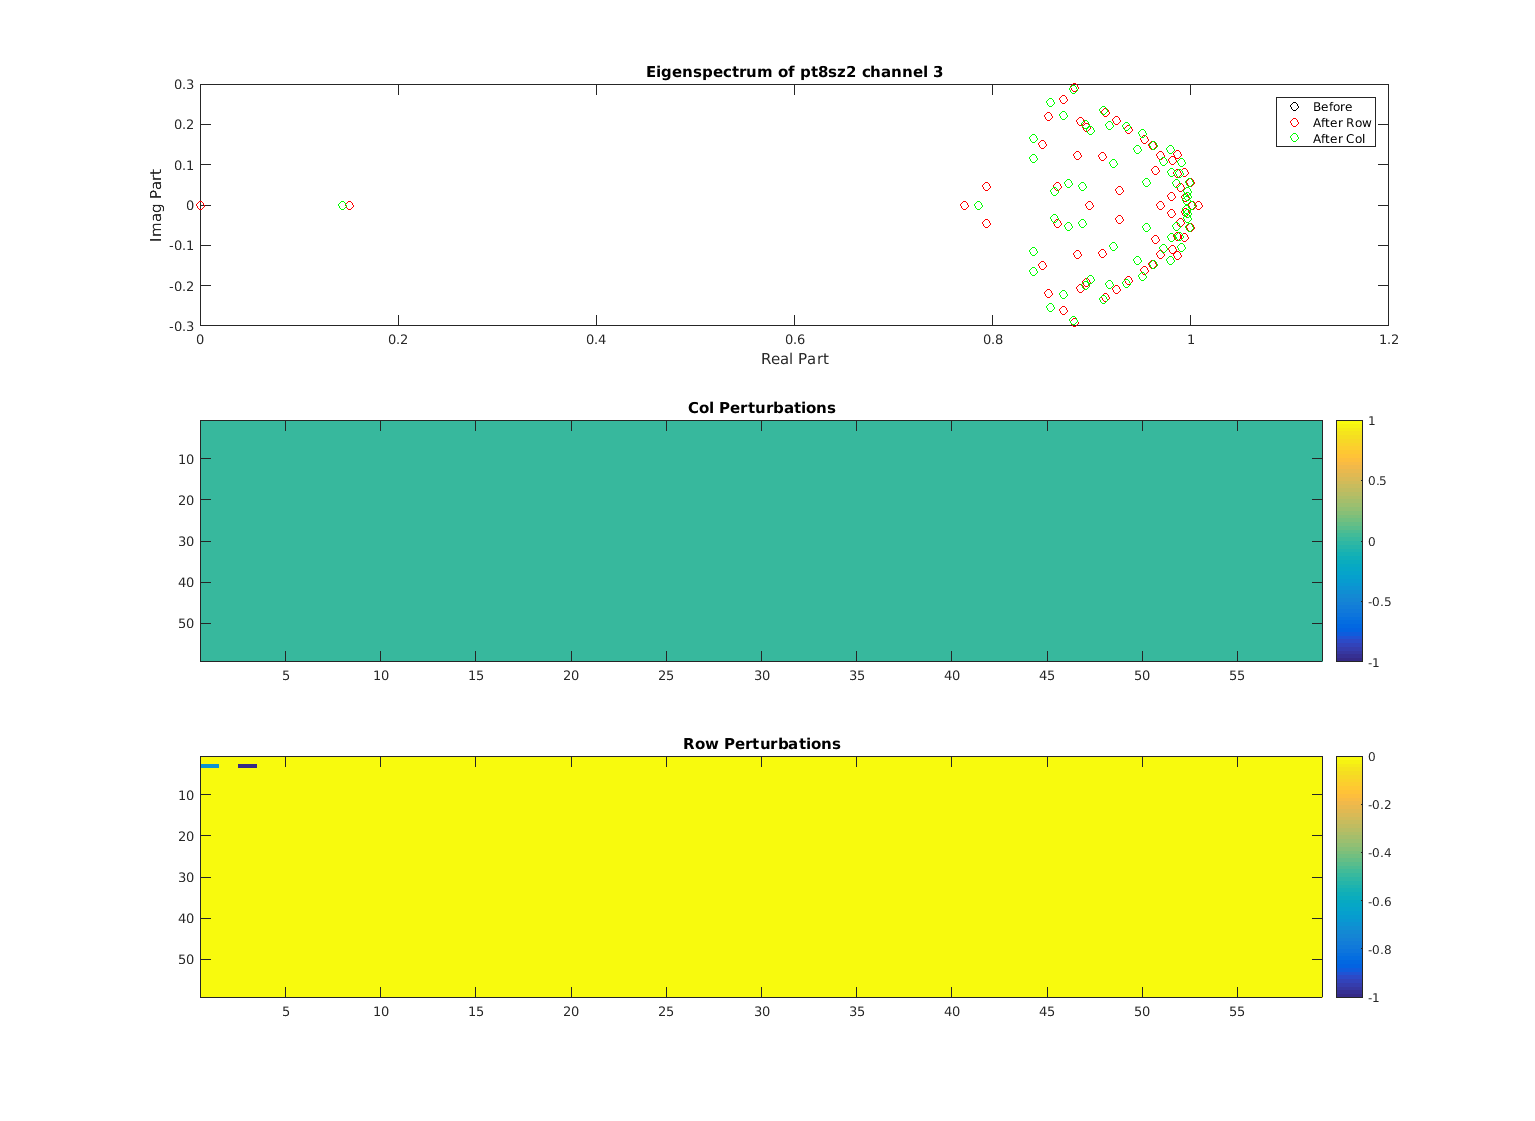 Eigenspectrum of pt8sz2 channel 3
0.3
0.2
0.1
0
-0.1
-0.2
-0.3
Imag Part
Before
After Row
After Col
0 0.2 0.4 0.6 0.8 1 1.2
Real Part
Col Perturbations
10
20
30
40
50
5 10 15 20 25 30 35 40 45 50 55
1
0.5
0
-0.5
-1
Row Perturbations
10
20
30
40
50
5 10 15 20 25 30 35 40 45 50 55
0
-0.2
-0.4
-0.6
-0.8
-1